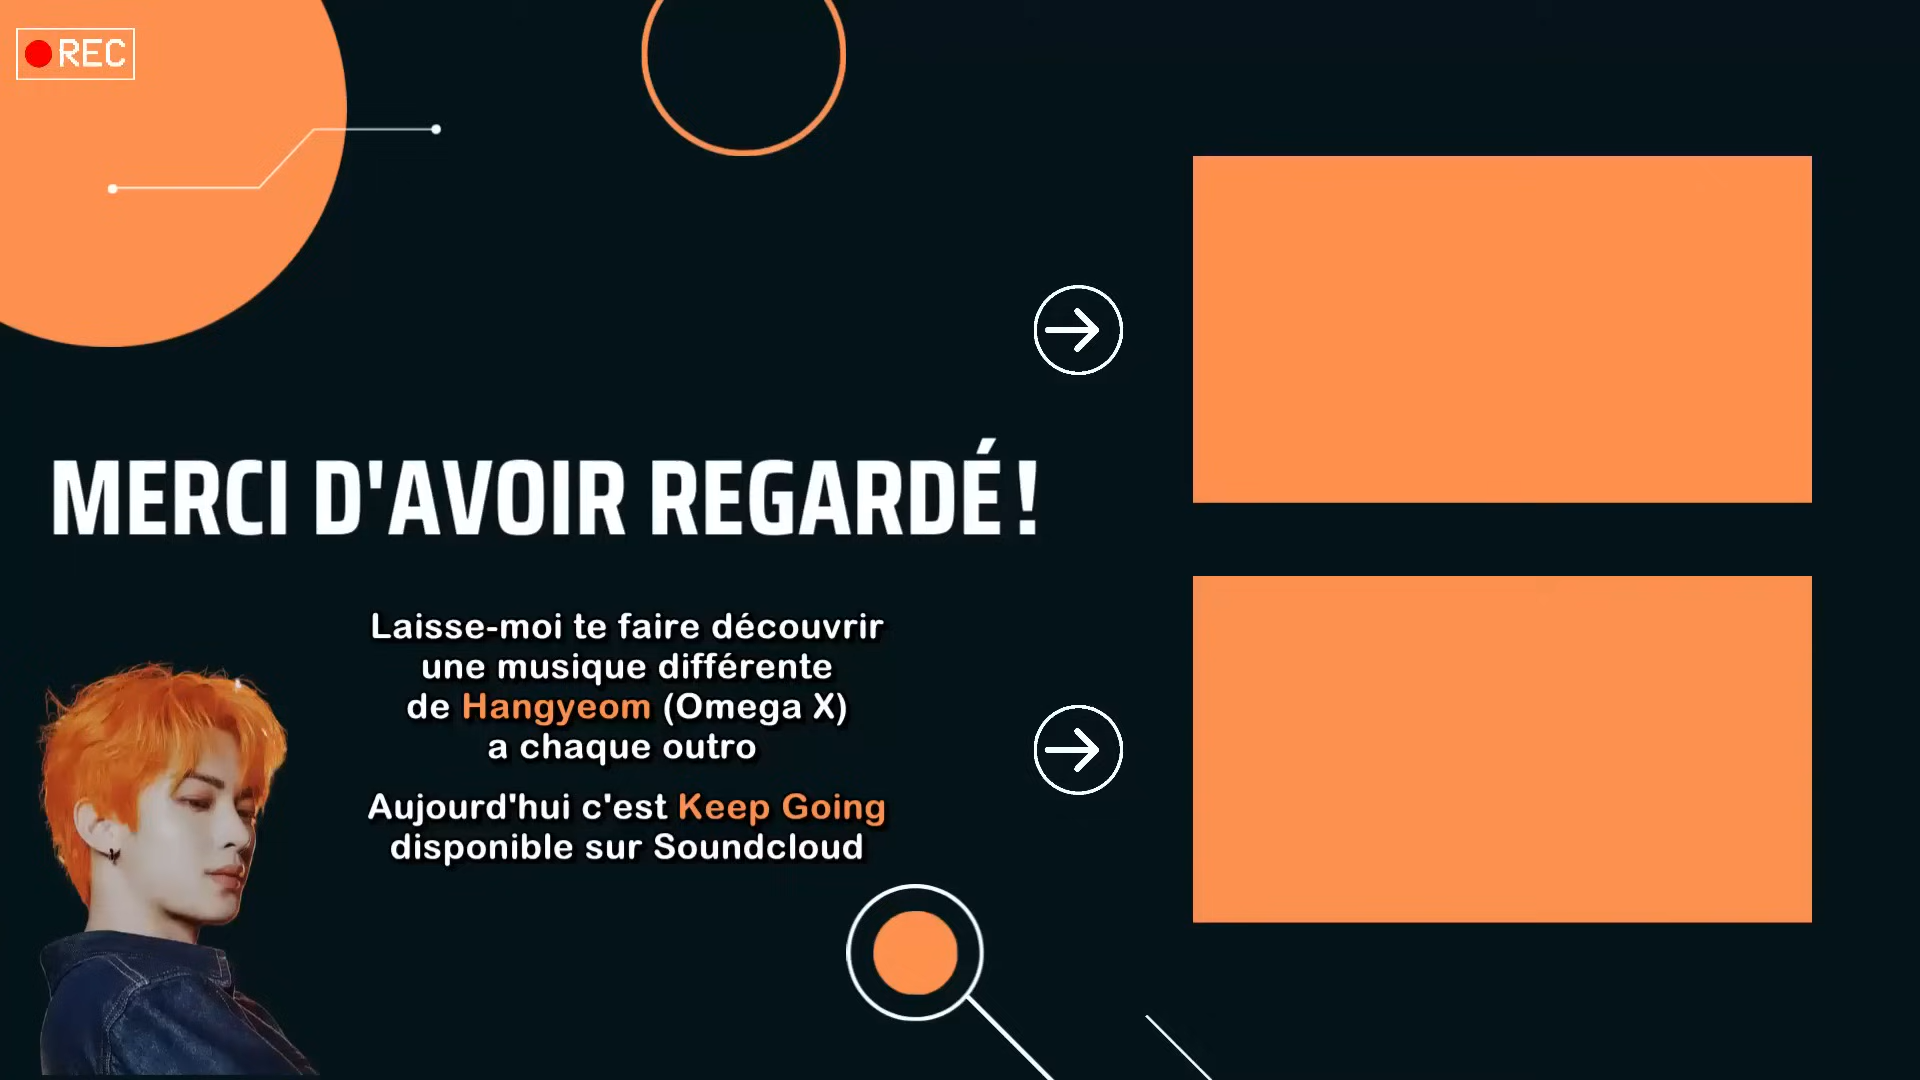 REC
MERCI D'AVOIR REGARDÉ !
Laisse-moi te faire découvrir
une musique différente
de Hangyeom (Omega X)
a chaque outro
Aujourd'hui c'est Keep Going
disponible sur Soundcloud